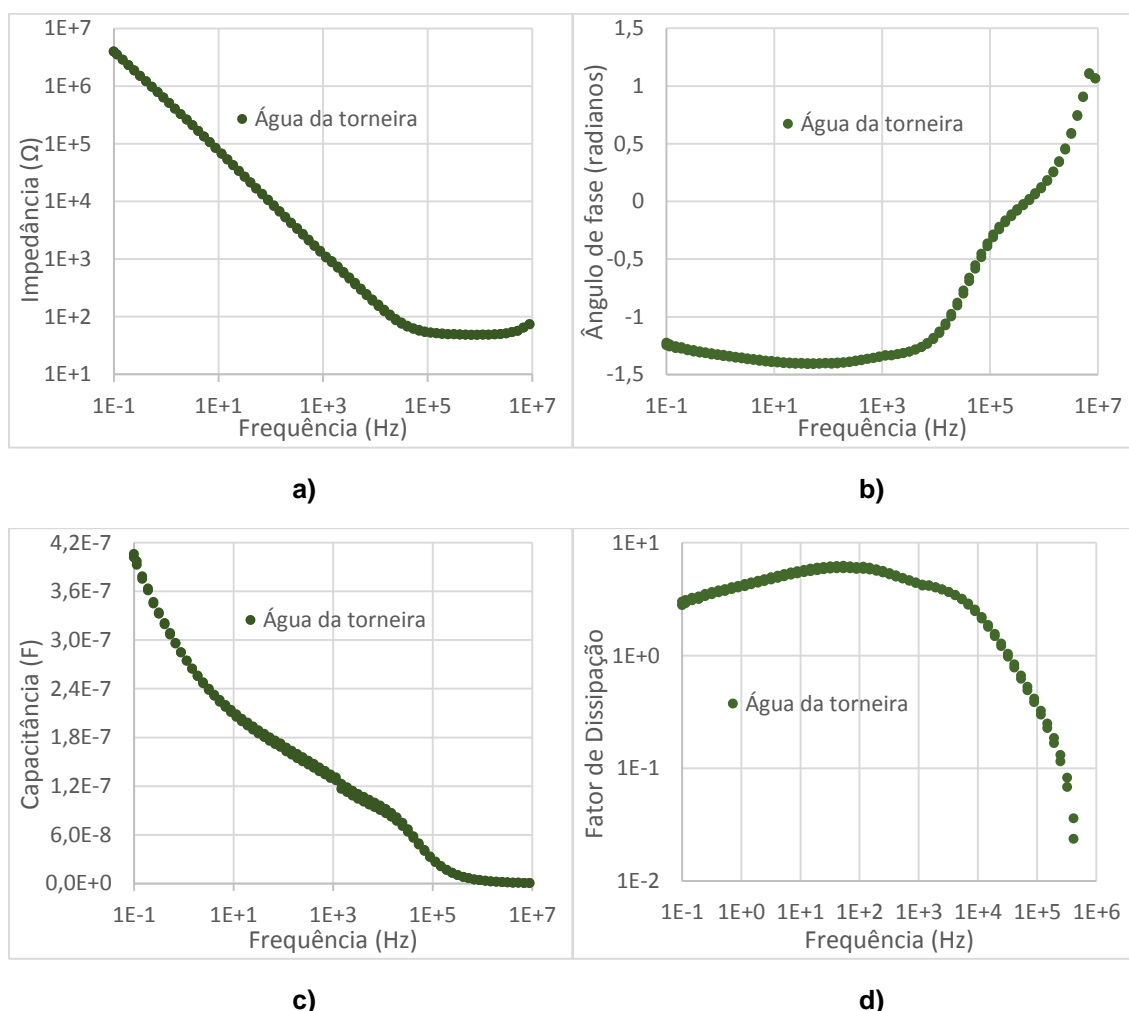 1E+7
1E+6
1E+5
1E+4
1E+3
1E+2
1E+1
Impedância (Ω)
Água da torneira
1E-1 1E+1 1E+3 1E+5 1E+7
Frequência (Hz)
a)
1,5
1
0,5
0
-0,5
-1
-1,5
Ângulo de fase (radianos)
Água da torneira
1E-1 1E+1 1E+3 1E+5 1E+7
Frequência (Hz)
b)
4,2E-7
3,6E-7
3,0E-7
2,4E-7
1,8E-7
1,2E-7
6,0E-8
0,0E+0
Capacitância (F)
Água da torneira
1E-1 1E+1 1E+3 1E+5 1E+7
Frequência (Hz)
c)
1E+1
1E+0
1E-1
1E-2
Fator de Dissipação
Água da torneira
1E-1 1E+0 1E+1 1E+2 1E+3 1E+4 1E+5 1E+6
Frequência (Hz)
d)